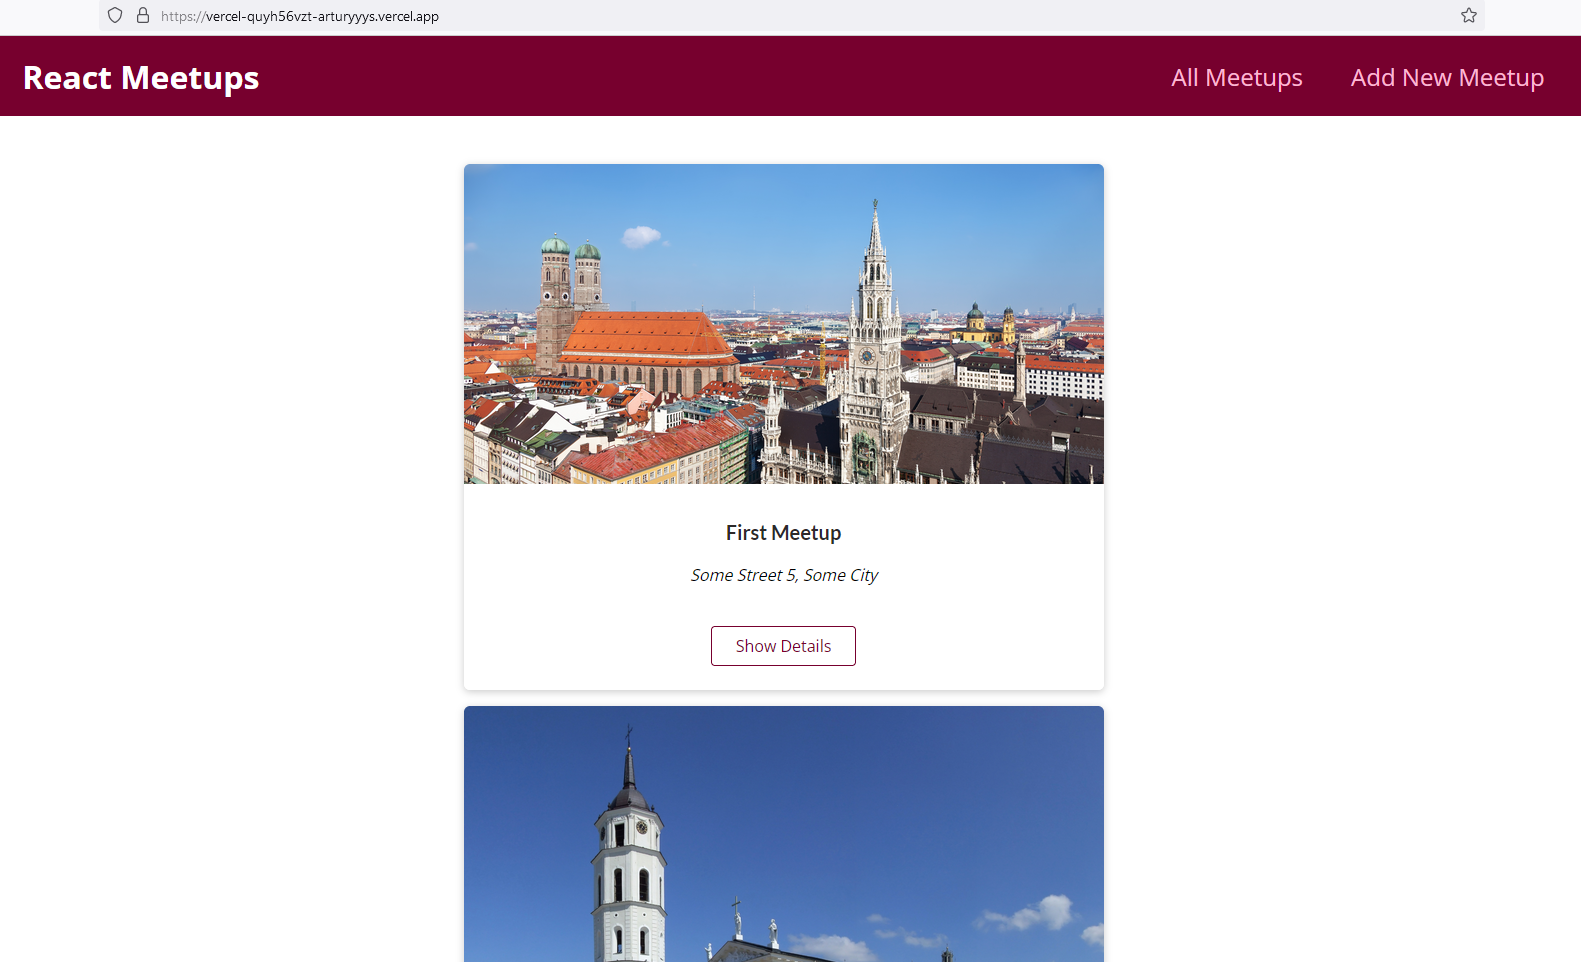 https://vercel-quyh56vzt-arturyyys.vercel.app
React Meetups
All Meetups
Add New Meetup
First Meetup
Some Street 5, Some City
Show Details